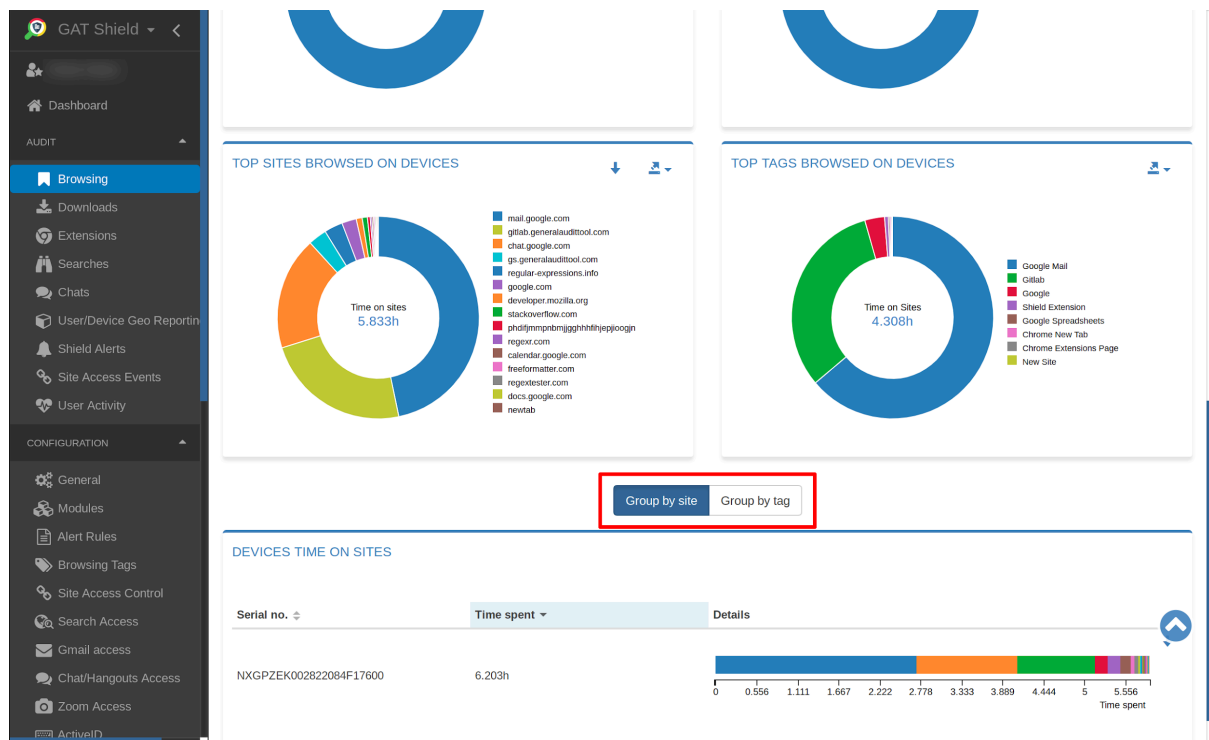 GAT Shield
Dashboard
AUDIT
Browsing
Downloads
Extensions
Searches
Chats
User/Device Geo Reportin
Shield Alerts
Site Access Events
User Activity
CONFIGURATION
General
Modules
Alert Rules
Browsing Tags
Site Access Control
Search Access
Gmail access
Chat/Hangouts Access
Zoom Access
ActiveID
TOP SITES BROWSED ON DEVICES
Time on sites
5.833h
mail.google.com
gitlab.generalaudittool.com
chat.google.com
gs.generalaudittool.com
regular-expressions.info
google.com
developer.mozilla.org
stackoverflow.com
regexr.com
calendar.google.com
freeformatter.com
regextester.com
docs.google.com
newtab
TOP TAGS BROWSED ON DEVICES
Time on Sites
4.308h
Google Mail
Gitlab
Google
Shield Extension
Google Spreadsheets
Chrome New Tab
Chrome Extensions Page
New Site
Group by site Group by tag
DEVICES TIME ON SITES
Serial no. Time spent Details
NXGPZEK002822084F17600 6.203h
0 0.556 1.111 1.667 2.222 2.778 3.333 3.889 4.444 5 5.556
Time spent